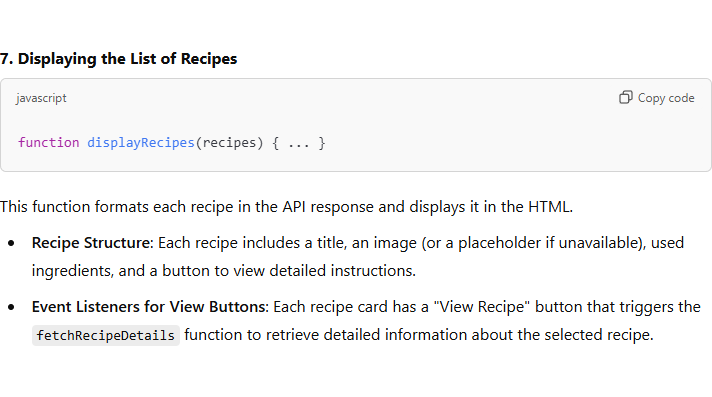 7. Displaying the List of Recipes
javascript
Copy code
function displayRecipes(recipes) { ... }
This function formats each recipe in the API response and displays it in the HTML.
• Recipe Structure: Each recipe includes a title, an image (or a placeholder if unavailable), used
ingredients, and a button to view detailed instructions.
• Event Listeners for View Buttons: Each recipe card has a "View Recipe" button that triggers the
fetchRecipeDetails function to retrieve detailed information about the selected recipe.